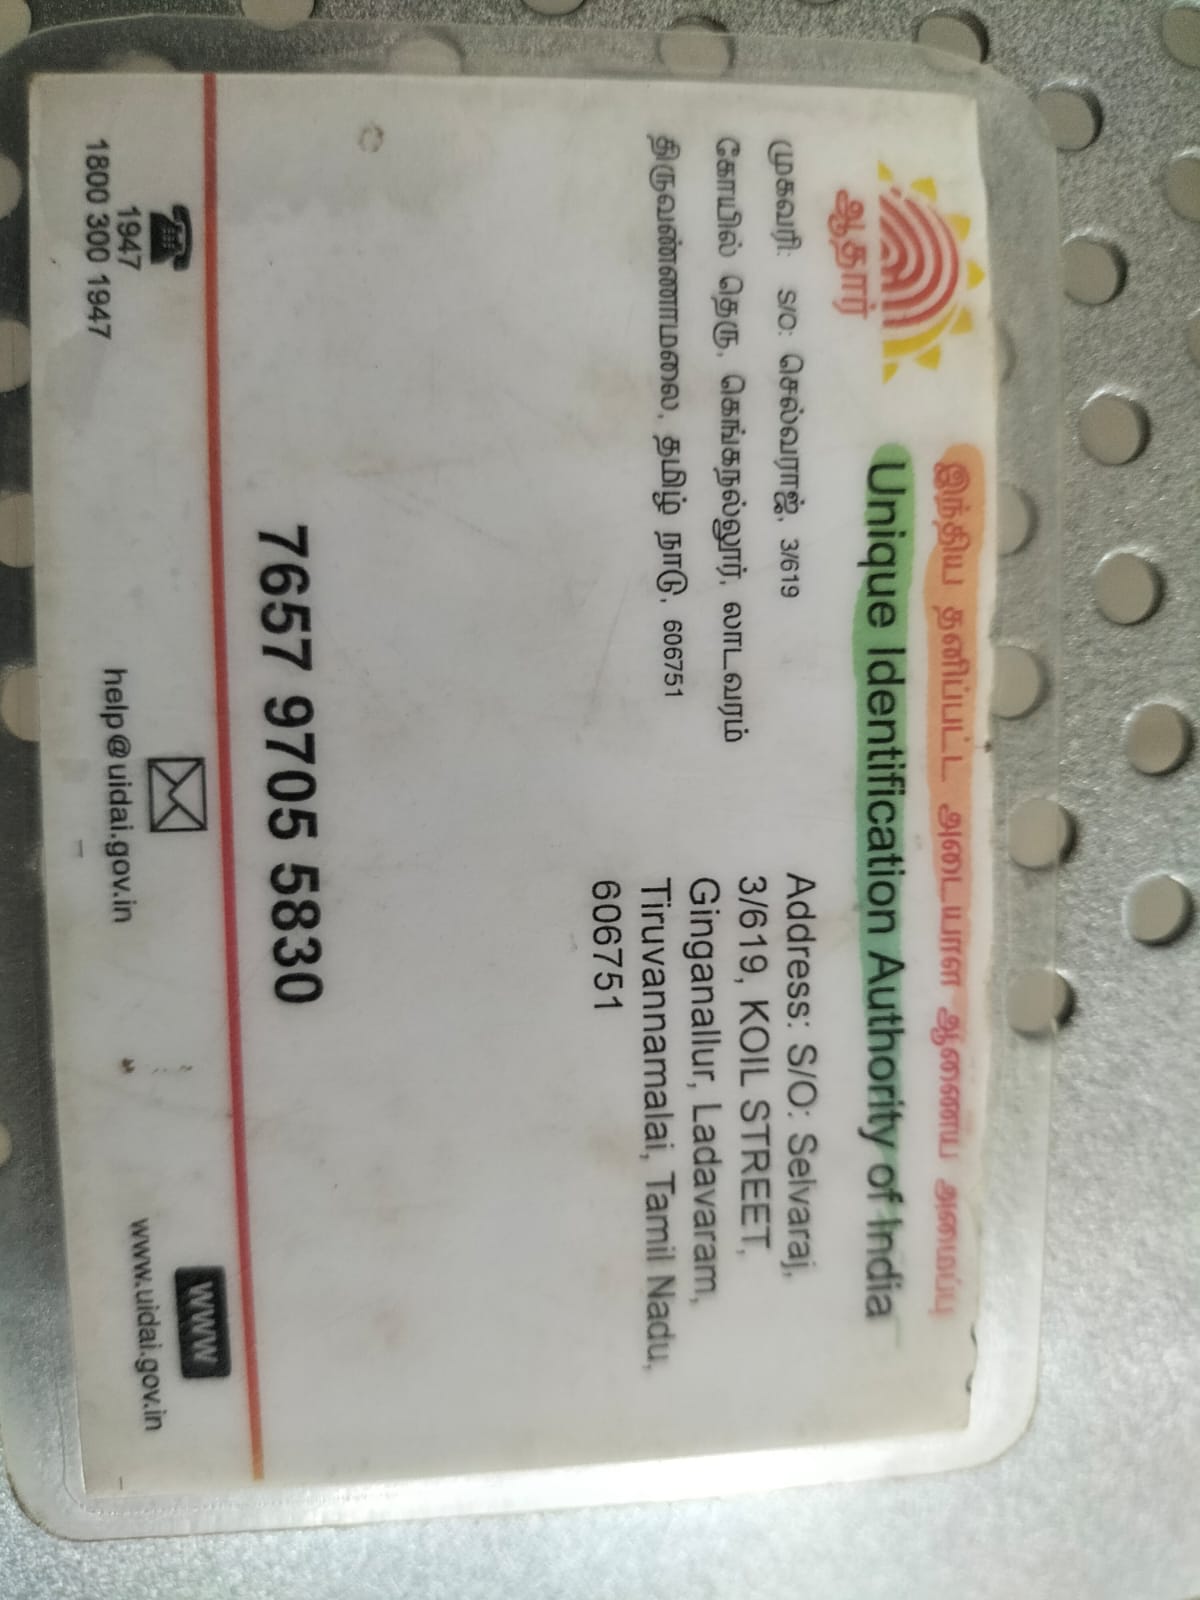 இந்திய தனிப்பட்ட அடையாள ஆணைய அமைப்பு
Unique Identification Authority of India
ஆதார்
முகவரி: S/O: செல்வராஜ், 3/619
கோயில் தெரு, கெங்கநல்லூர், லாடவரம்
திருவண்ணாமலை, தமிழ் நாடு, 606751
Address: S/O: Selvaraj,
3/619, KOIL STREET,
Ginganallur, Ladavaram,
Tiruvannamalai, Tamil Nadu,
606751
7657 9705 5830
1947
1800 300 1947
help@uidai.gov.in
www
www.uidai.gov.in